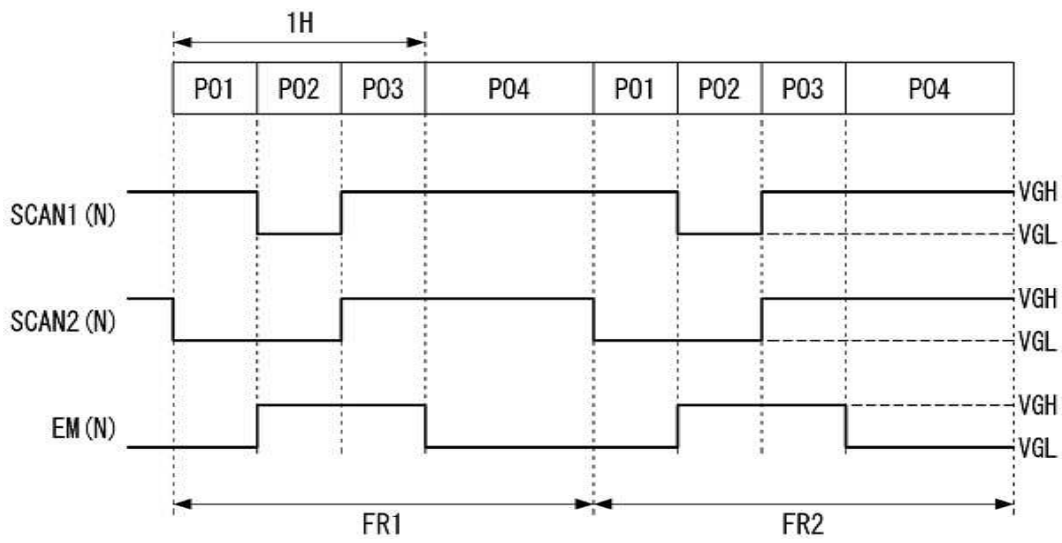 1H
P01 P02 P03 P04 P01 P02 P03 P04
SCAN1(N)
VGH
VGL
SCAN2(N)
VGH
VGL
EM(N)
VGH
VGL
FR1 FR2